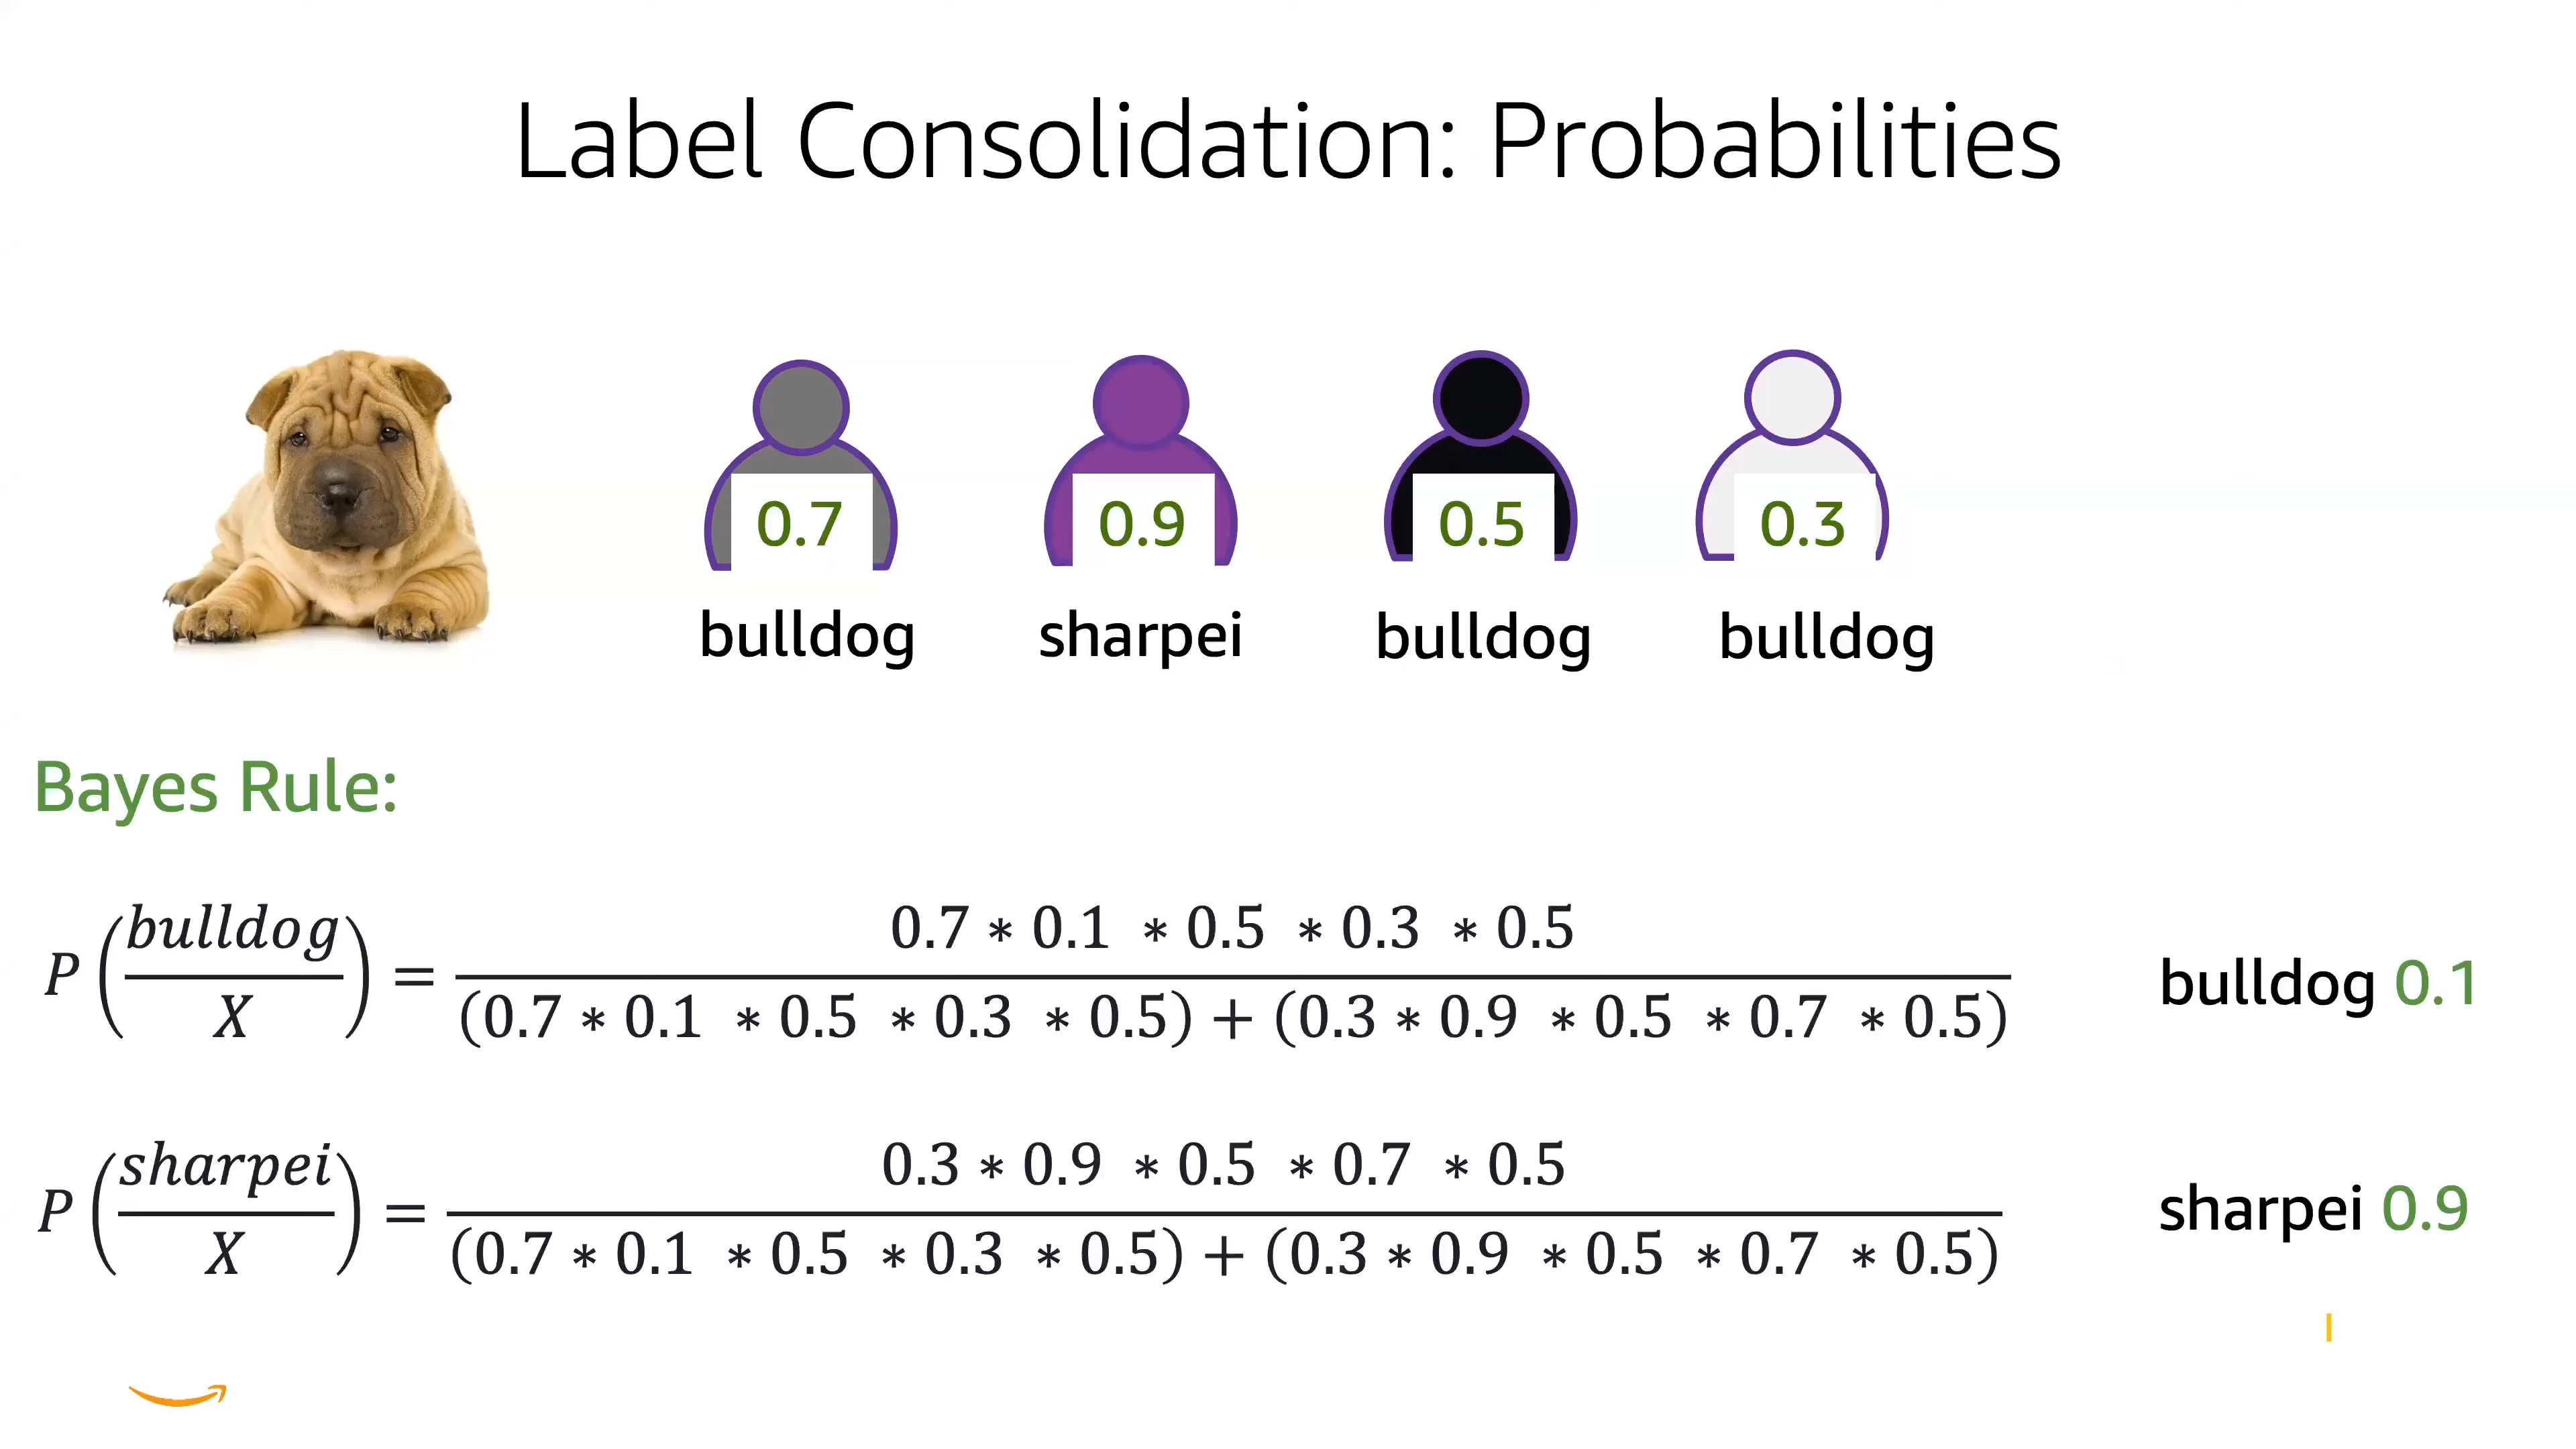 Label Consolidation: Probabilities
0.7 0.9 0.5 0.3
bulldog sharpei bulldog bulldog
Bayes Rule:
P(bulldog/X) = 0.7 * 0.1 * 0.5 * 0.3 * 0.5 / (0.7 * 0.1 * 0.5 * 0.3 * 0.5) + (0.3 * 0.9 * 0.5 * 0.7 * 0.5) bulldog 0.1
P(sharpei/X) = 0.3 * 0.9 * 0.5 * 0.7 * 0.5 / (0.7 * 0.1 * 0.5 * 0.3 * 0.5) + (0.3 * 0.9 * 0.5 * 0.7 * 0.5) sharpei 0.9